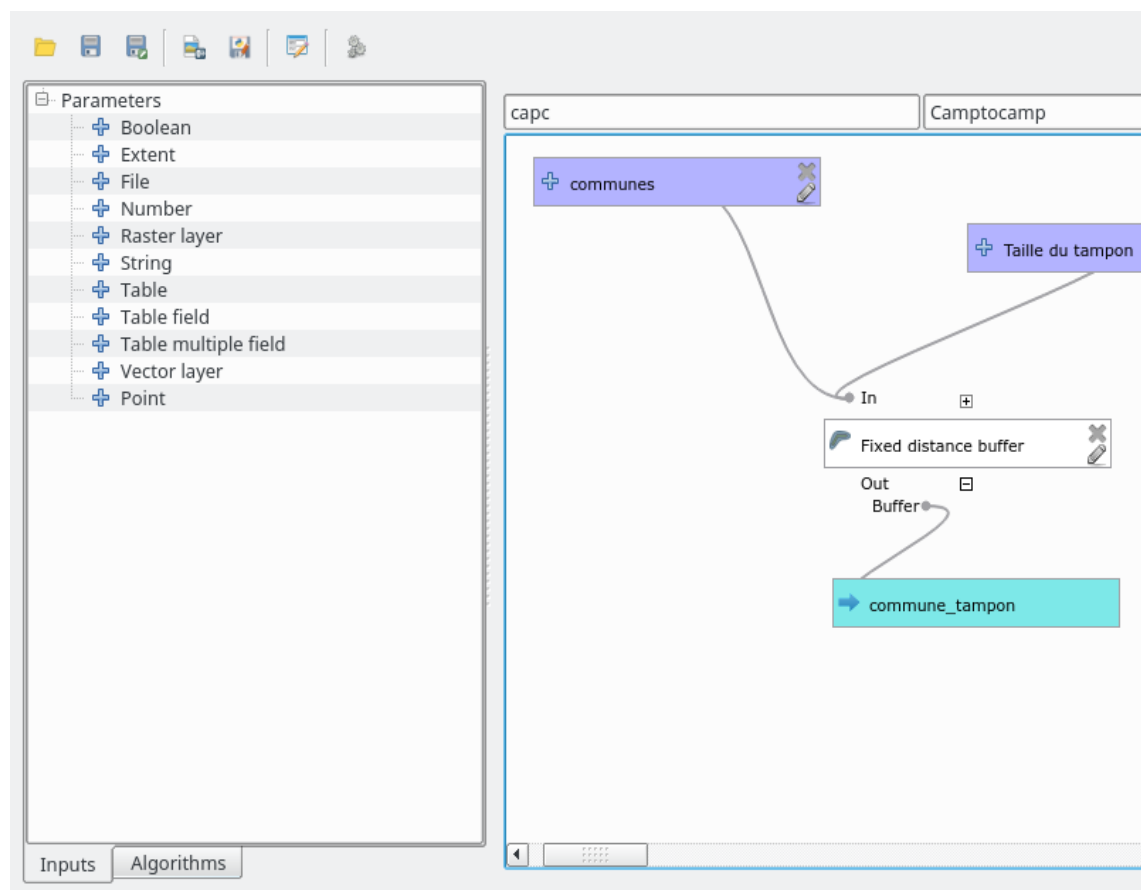 Parameters
Boolean
Extent
File
Number
Raster layer
String
Table
Table field
Table multiple field
Vector layer
Point
Inputs
Algorithms
capc
Camptocamp
communes
Taille du tampon
In
Fixed distance buffer
Out
Buffer
commune_tampon